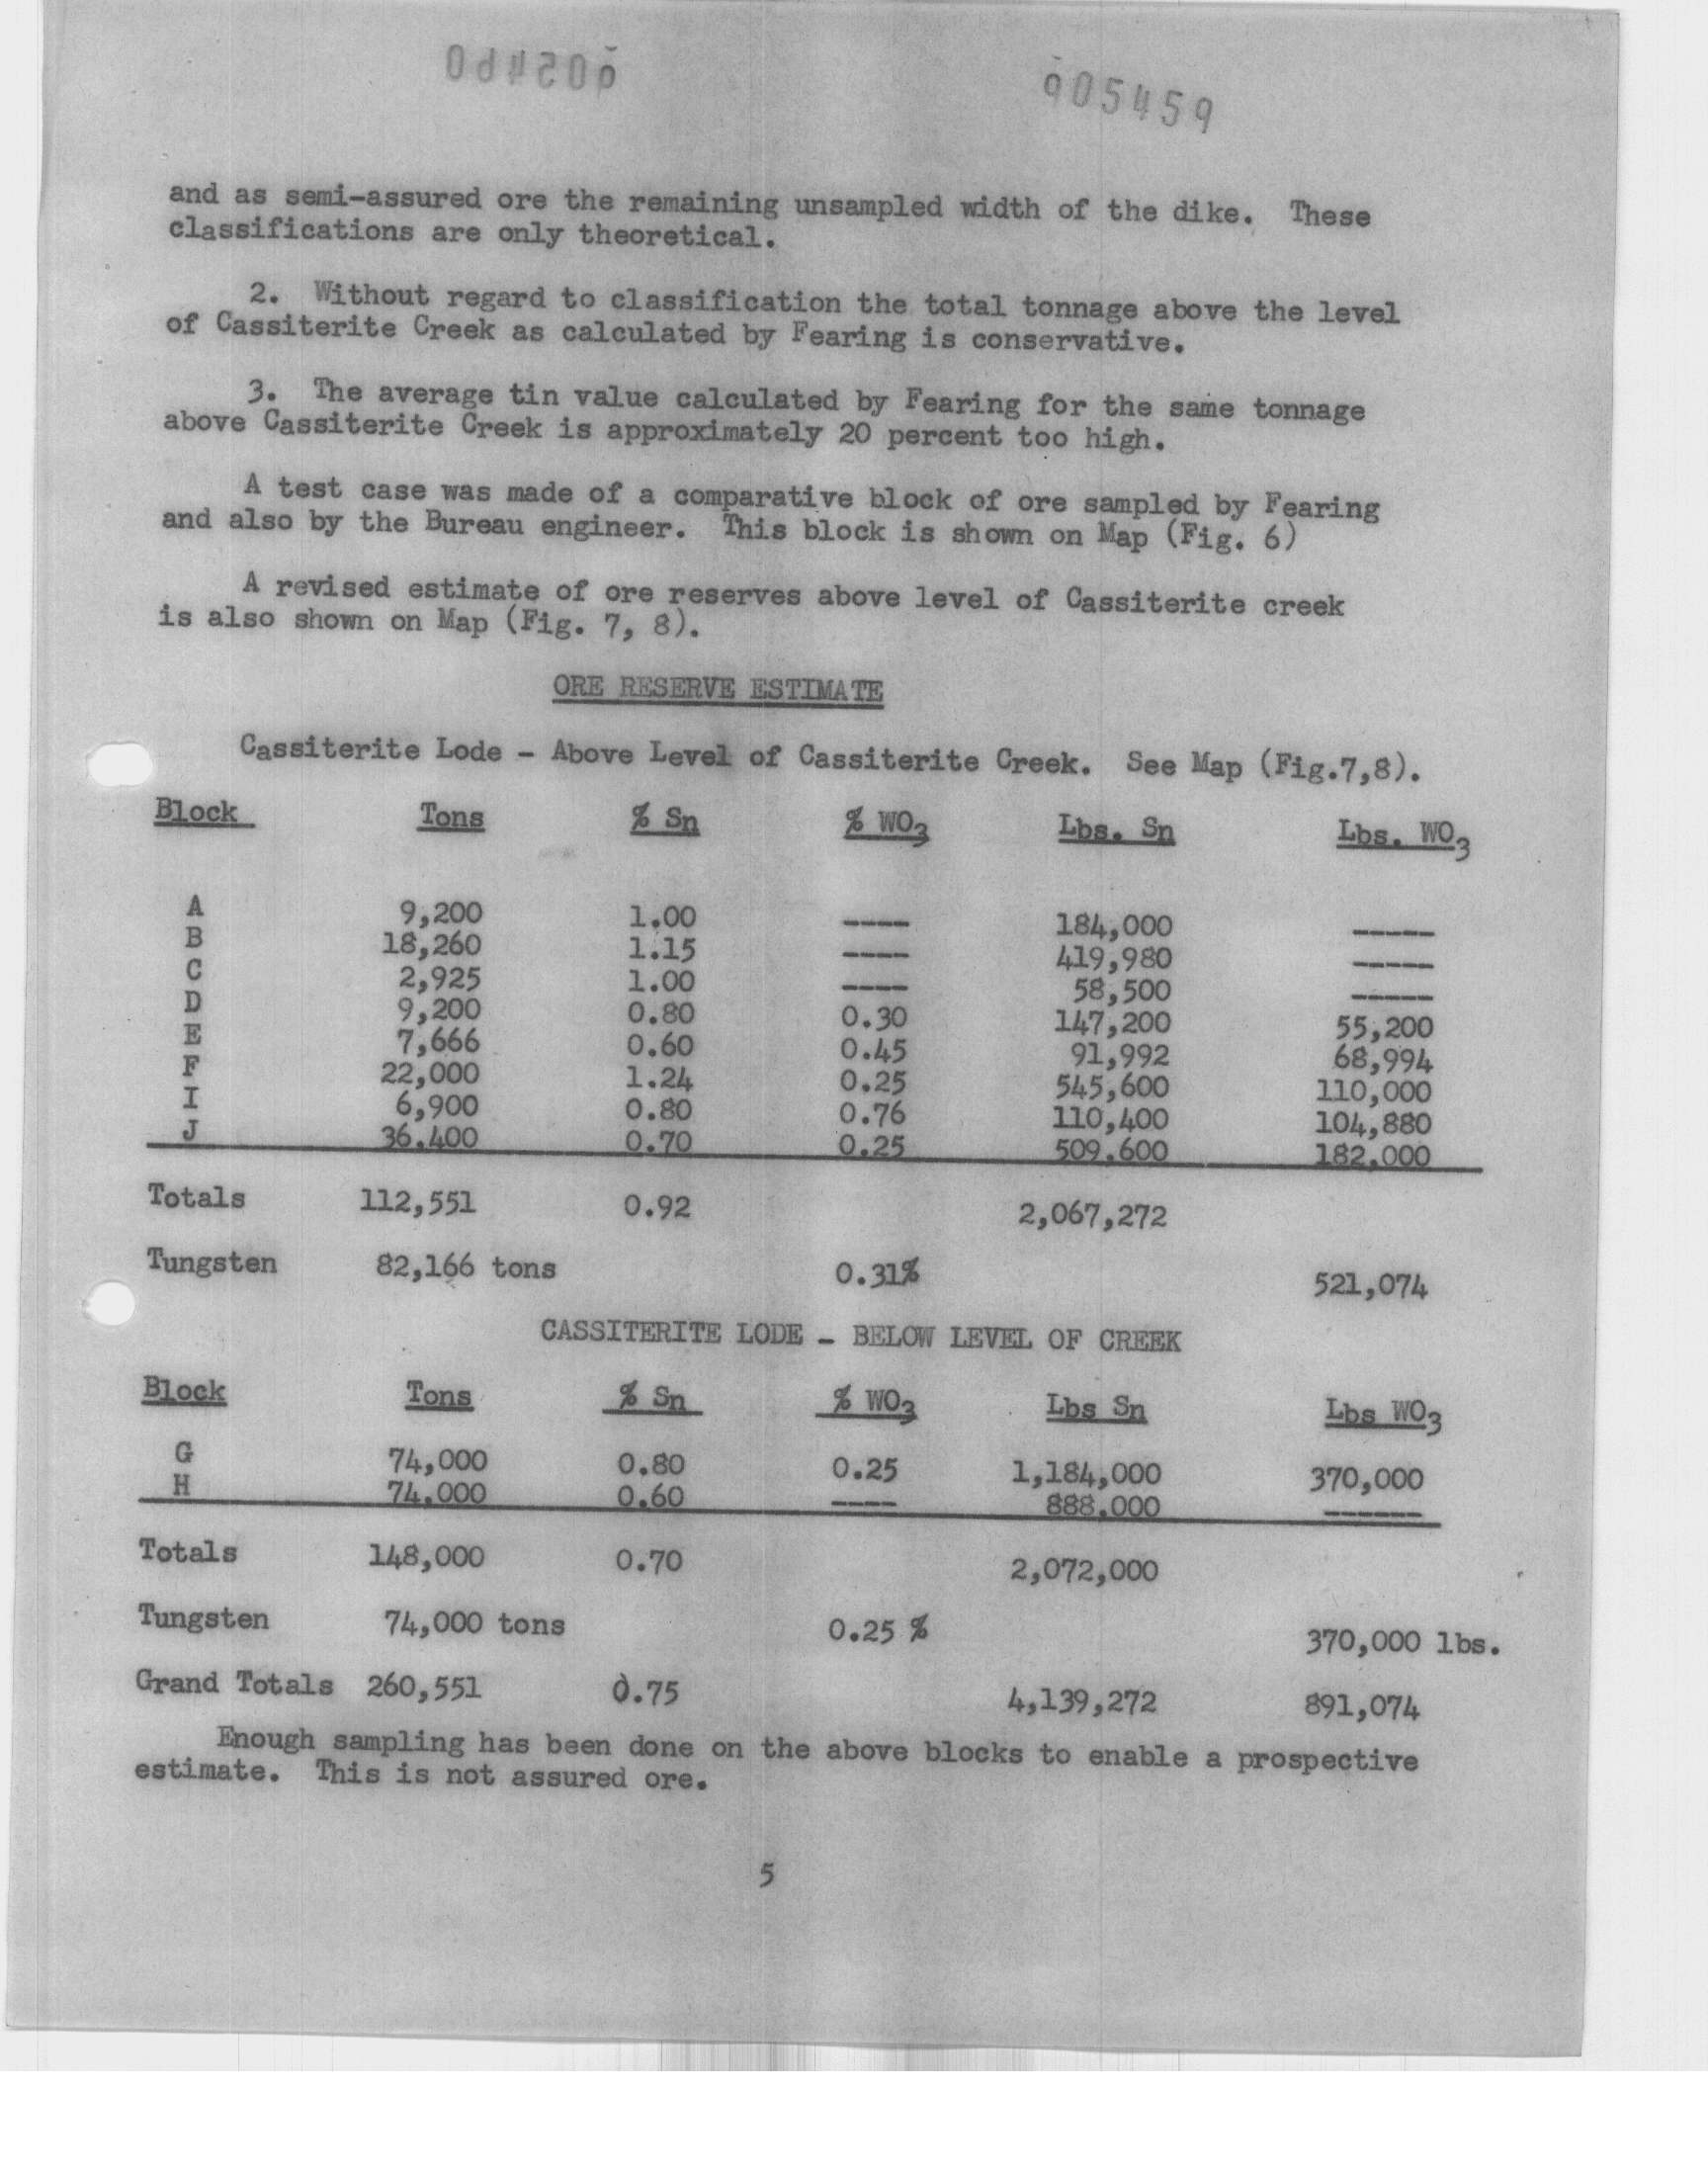 005459
and as semi-assured ore the remaining unsampled width of the dike. These
classifications are only theoretical.
2. Without regard to classification the total tonnage above the level
of Cassiterite Creek as calculated by Fearing is conservative.
3. The average tin value calculated by Fearing for the same tonnage
above Cassiterite Creek is approximately 20 percent too high.
A test case was made of a comparative block of ore sampled by Fearing
and also by the Bureau engineer. This block is shown on Map (Fig. 6)
A revised estimate of ore reserves above level of Cassiterite creek
is also shown on Map (Fig. 7, 8).
ORE RESERVE ESTIMATE
Cassiterite Lode - Above Level of Cassiterite Creek. See Map (Fig.7,8).
Block Tons % Sn % WO3 Lbs. Sn Lbs. WO3
A 9,200 1.00 ---- 184,000 -----
B 18,260 1.15 ---- 419,980 -----
C 2,925 1.00 ---- 58,500 -----
D 9,200 0.80 0.30 147,200 55,200
E 7,666 0.60 0.45 91,992 68,994
F 22,000 1.24 0.25 545,600 110,000
I 6,900 0.80 0.76 110,400 104,880
J 36,400 0.70 0.25 509,600 182,000
Totals 112,551 0.92 2,067,272
Tungsten 82,166 tons 0.31% 521,074
CASSITERITE LODE - BELOW LEVEL OF CREEK
Block Tons % Sn % WO3 Lbs Sn Lbs WO3
G 74,000 0.80 0.25 1,184,000 370,000
H 74,000 0.60 ---- 888,000 ------
Totals 148,000 0.70 2,072,000
Tungsten 74,000 tons 0.25 % 370,000 lbs.
Grand Totals 260,551 0.75 4,139,272 891,074
Enough sampling has been done on the above blocks to enable a prospective
estimate. This is not assured ore.
5